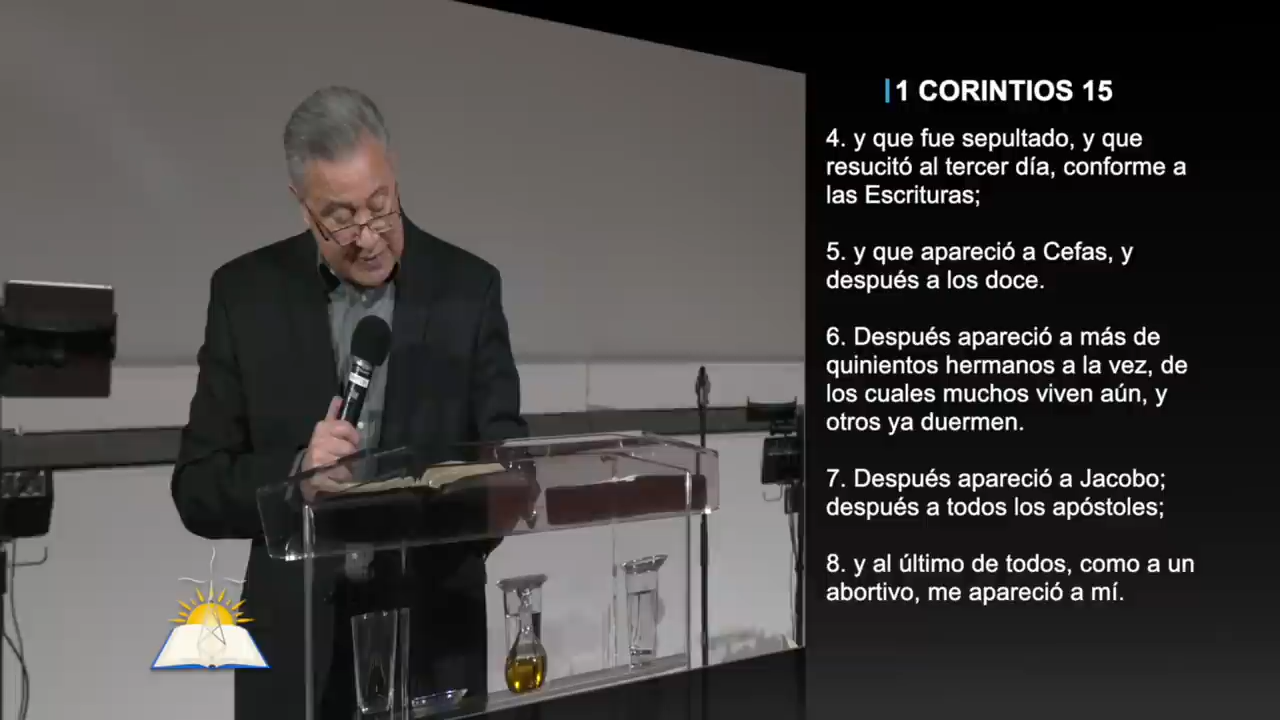 1 CORINTIOS 15
4. y que fue sepultado, y que
resucitó al tercer día, conforme a
las Escrituras;
5. y que apareció a Cefas, y
después a los doce.
6. Después apareció a más de
quinientos hermanos a la vez, de
los cuales muchos viven aún, y
otros ya duermen.
7. Después apareció a Jacobo;
después a todos los apóstoles;
8. y al último de todos, como a un
abortivo, me apareció a mí.